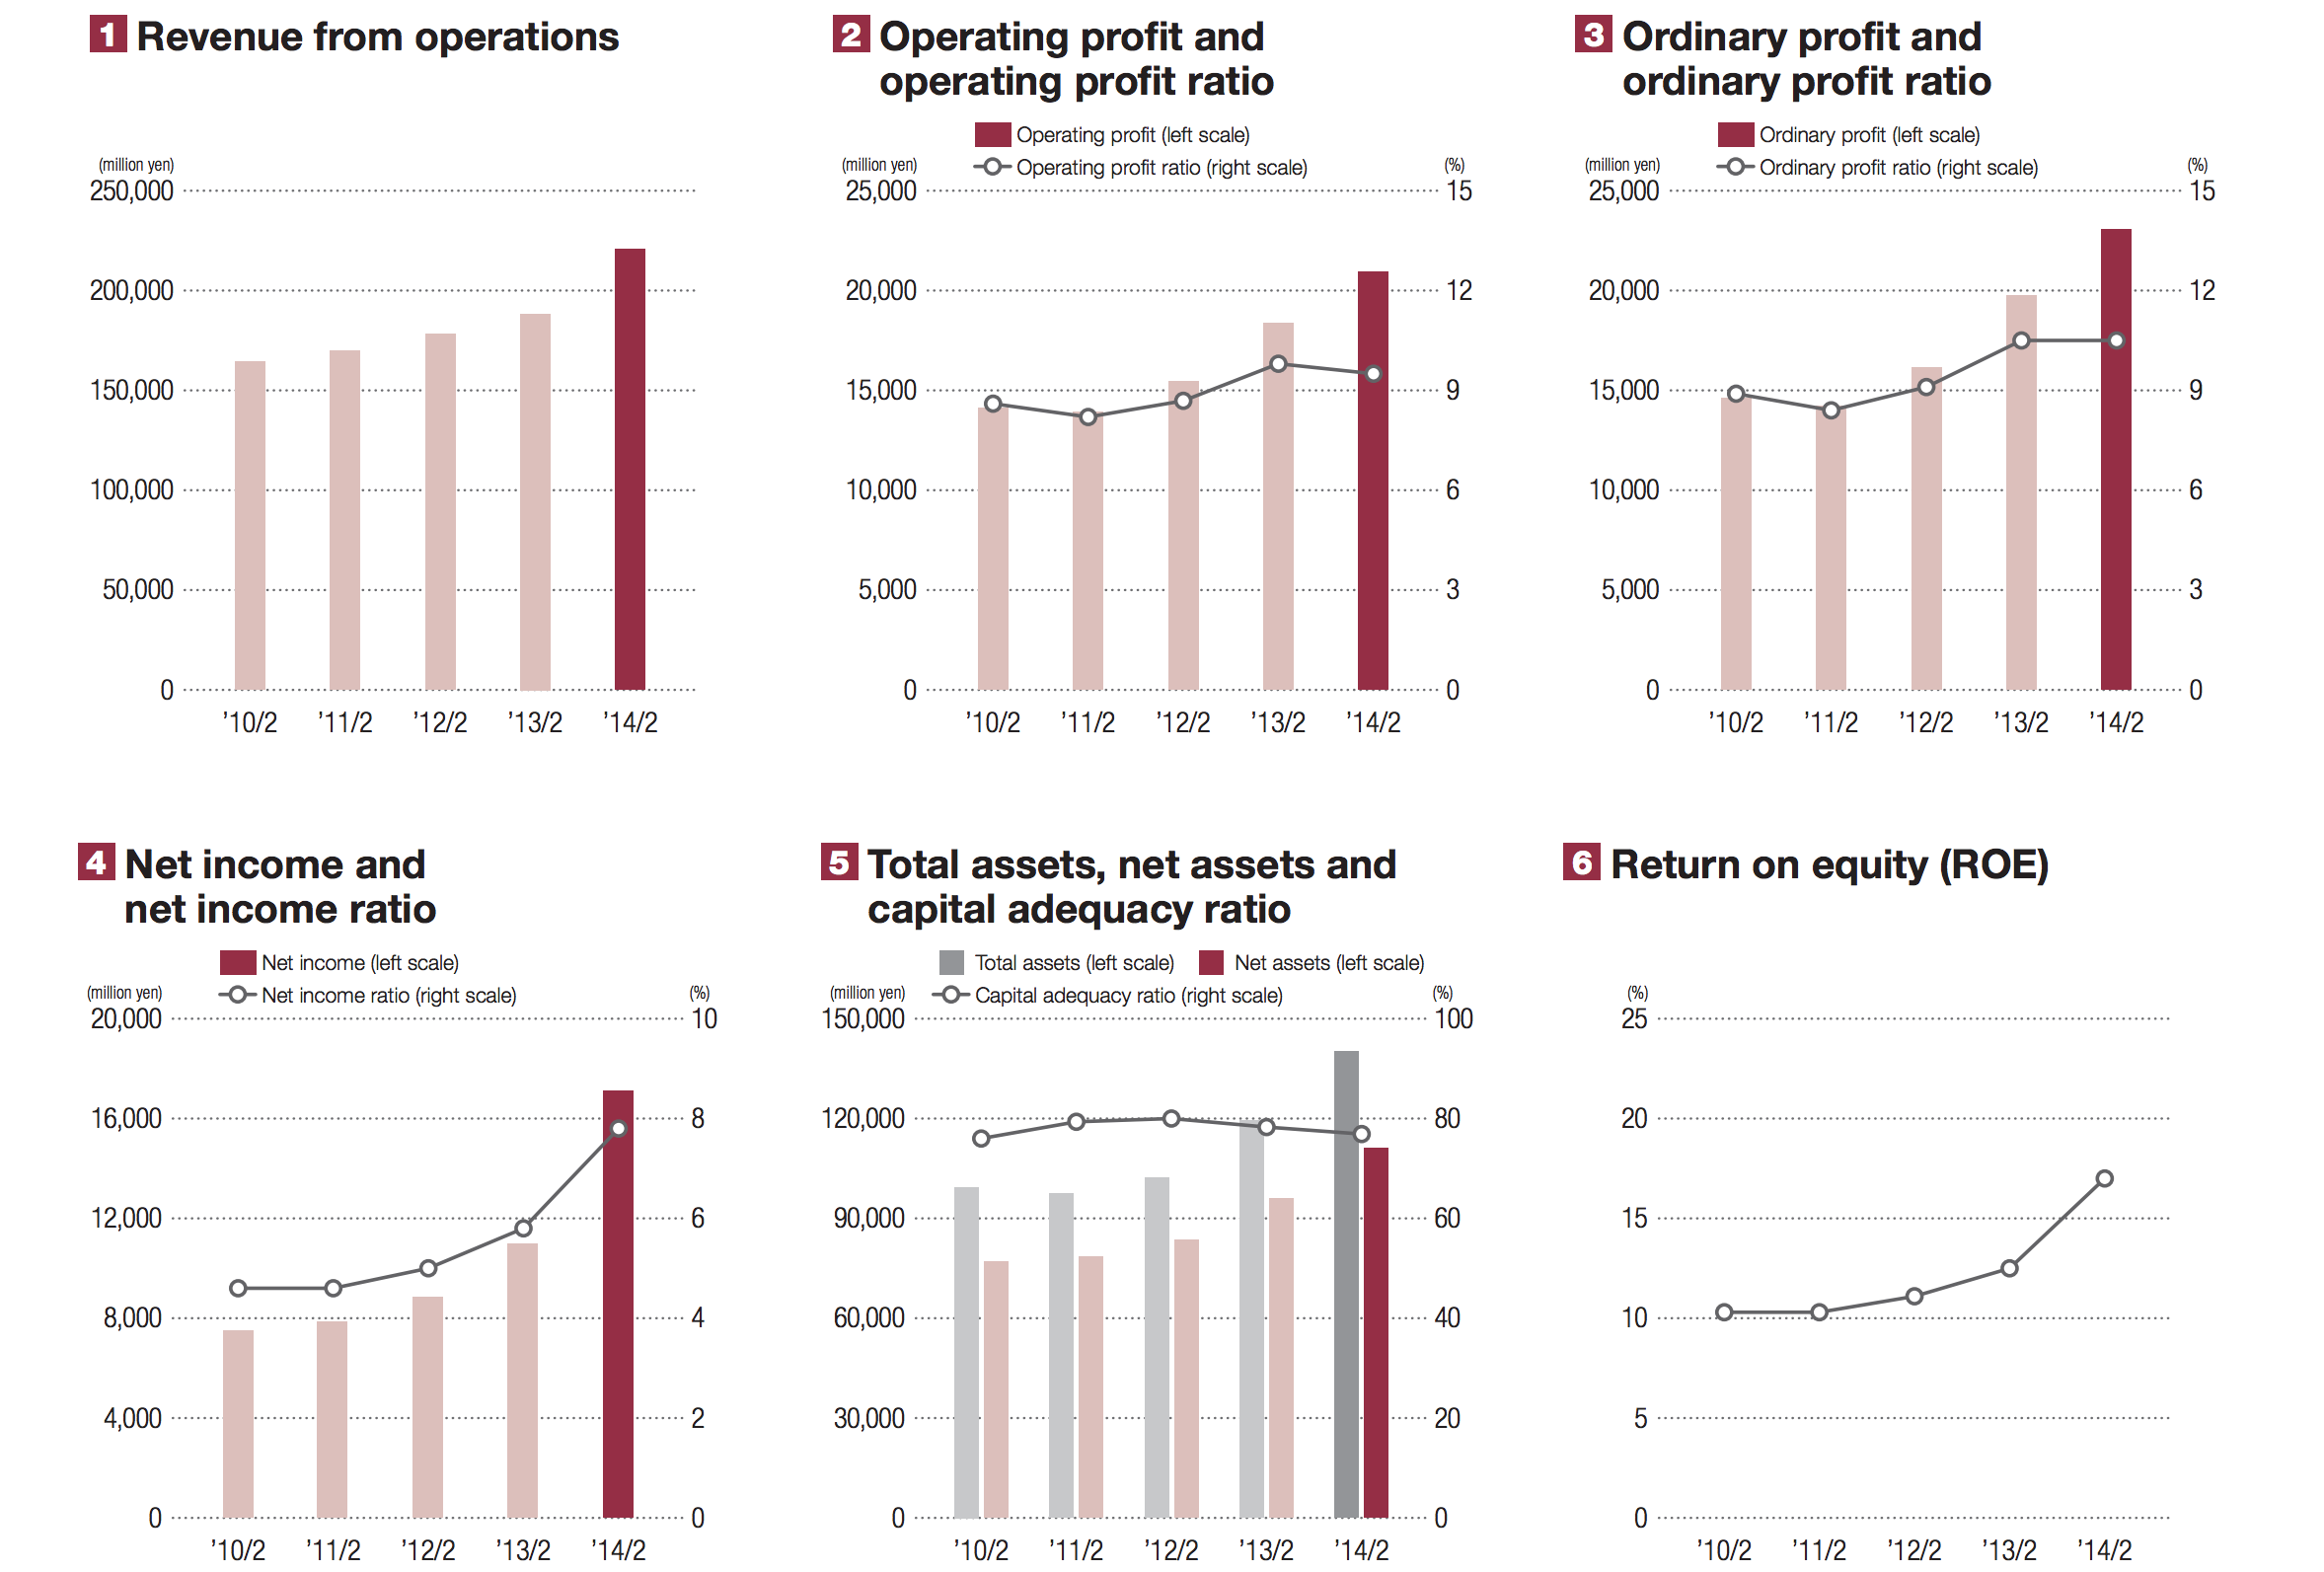 1 Revenue from operations
(million yen)
250,000
200,000
150,000
100,000
50,000
0
’10/2 ’11/2 ’12/2 ’13/2 ’14/2
2 Operating profit and
operating profit ratio
Operating profit (left scale)
Operating profit ratio (right scale)
(million yen) (%)
25,000 15
20,000 12
15,000 9
10,000 6
5,000 3
0 0
’10/2 ’11/2 ’12/2 ’13/2 ’14/2
3 Ordinary profit and
ordinary profit ratio
Ordinary profit (left scale)
Ordinary profit ratio (right scale)
(million yen) (%)
25,000 15
20,000 12
15,000 9
10,000 6
5,000 3
0 0
’10/2 ’11/2 ’12/2 ’13/2 ’14/2
4 Net income and
net income ratio
Net income (left scale)
Net income ratio (right scale)
(million yen) (%)
20,000 10
16,000 8
12,000 6
8,000 4
4,000 2
0 0
’10/2 ’11/2 ’12/2 ’13/2 ’14/2
5 Total assets, net assets and
capital adequacy ratio
Total assets (left scale) Net assets (left scale)
Capital adequacy ratio (right scale)
(million yen) (%)
150,000 100
120,000 80
90,000 60
60,000 40
30,000 20
0 0
’10/2 ’11/2 ’12/2 ’13/2 ’14/2
6 Return on equity (ROE)
(%)
25
20
15
10
5
0
’10/2 ’11/2 ’12/2 ’13/2 ’14/2